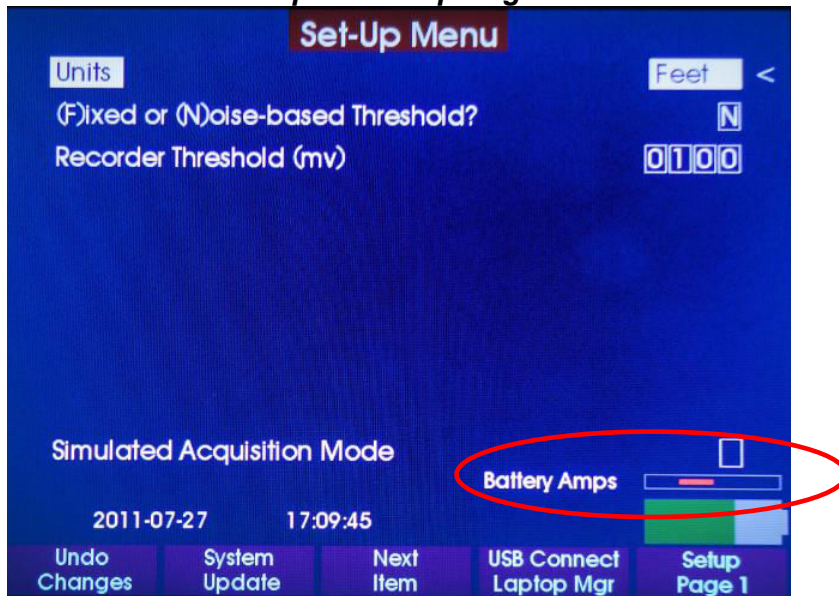 Set-Up Menu
Units Feet <
(F)ixed or (N)oise-based Threshold? N
Recorder Threshold (mv) 0100
Simulated Acquisition Mode
Battery Amps
2011-07-27 17:09:45
Undo Changes System Update Next Item USB Connect Laptop Mgr Setup Page 1